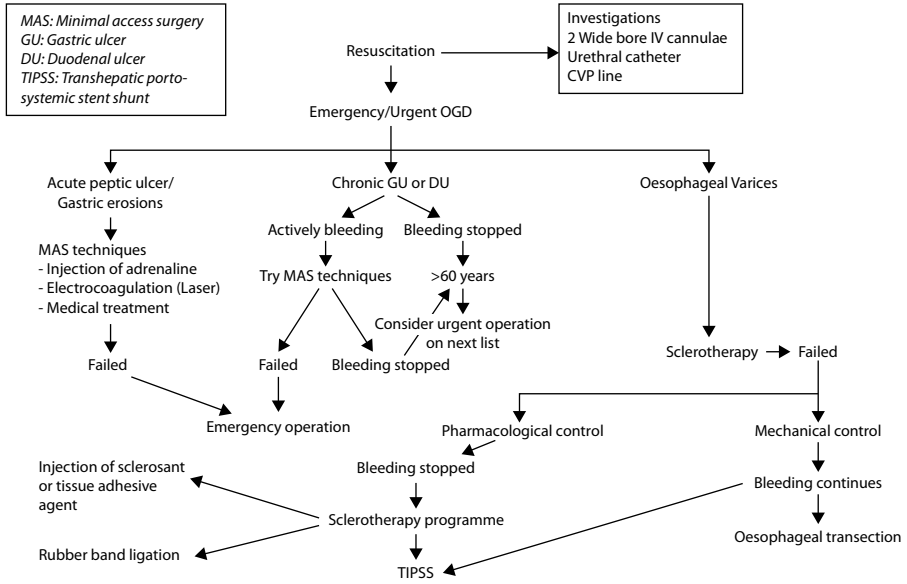 MAS: Minimal access surgery
GU: Gastric ulcer
DU: Duodenal ulcer
TIPSS: Transhepatic porto-
systemic stent shunt
Resuscitation
Investigations
2 Wide bore IV cannulae
Urethral catheter
CVP line
Emergency/Urgent OGD
Acute peptic ulcer/
Gastric erosions
Chronic GU or DU
Oesophageal Varices
Actively bleeding
Bleeding stopped
MAS techniques
- Injection of adrenaline
- Electrocoagulation (Laser)
- Medical treatment
Try MAS techniques
>60 years
Consider urgent operation
on next list
Failed
Failed
Bleeding stopped
Sclerotherapy
Failed
Emergency operation
Pharmacological control
Mechanical control
Bleeding stopped
Bleeding continues
Injection of sclerosant
or tissue adhesive
agent
Sclerotherapy programme
Oesophageal transection
Rubber band ligation
TIPSS